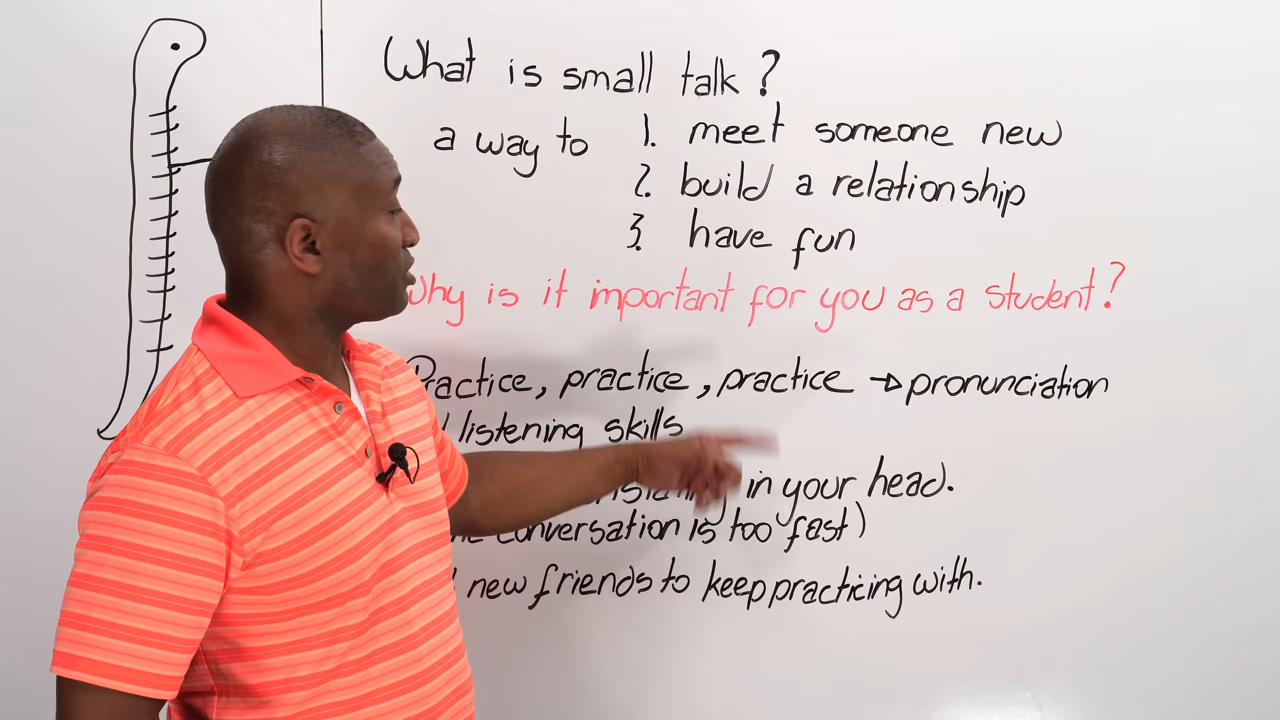 What is small talk?
a way to 1. meet someone new
2. build a relationship
3. have fun
Why is it important for you as a student?
Practice, practice, practice → pronunciation
listening skills
in your head.
conversation is too fast)
new friends to keep practicing with.